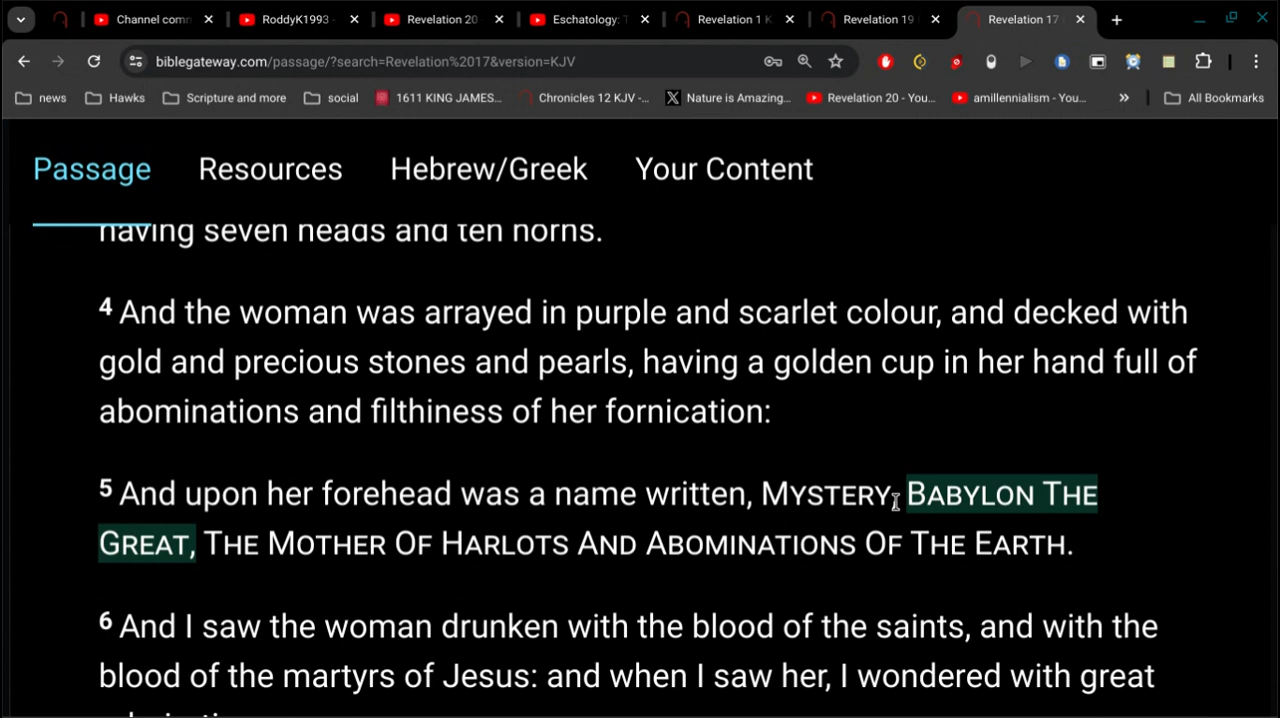 Channel com
RoddyK1993
Revelation 20
Eschatology: T
Revelation 1 K
Revelation 19
Revelation 17
biblegateway.com/passage/?search=Revelation%2017&version=KJV
news
Hawks
Scripture and more
social
1611 KING JAMES...
Chronicles 12 KJV -...
Nature is Amazing...
Revelation 20 - You...
amillennialism - You...
»
All Bookmarks
Passage
Resources
Hebrew/Greek
Your Content
having seven heads and ten horns.
4 And the woman was arrayed in purple and scarlet colour, and decked with
gold and precious stones and pearls, having a golden cup in her hand full of
abominations and filthiness of her fornication:
5 And upon her forehead was a name written, MYSTERY, BABYLON THE
GREAT, THE MOTHER OF HARLOTS AND ABOMINATIONS OF THE EARTH.
6 And I saw the woman drunken with the blood of the saints, and with the
blood of the martyrs of Jesus: and when I saw her, I wondered with great